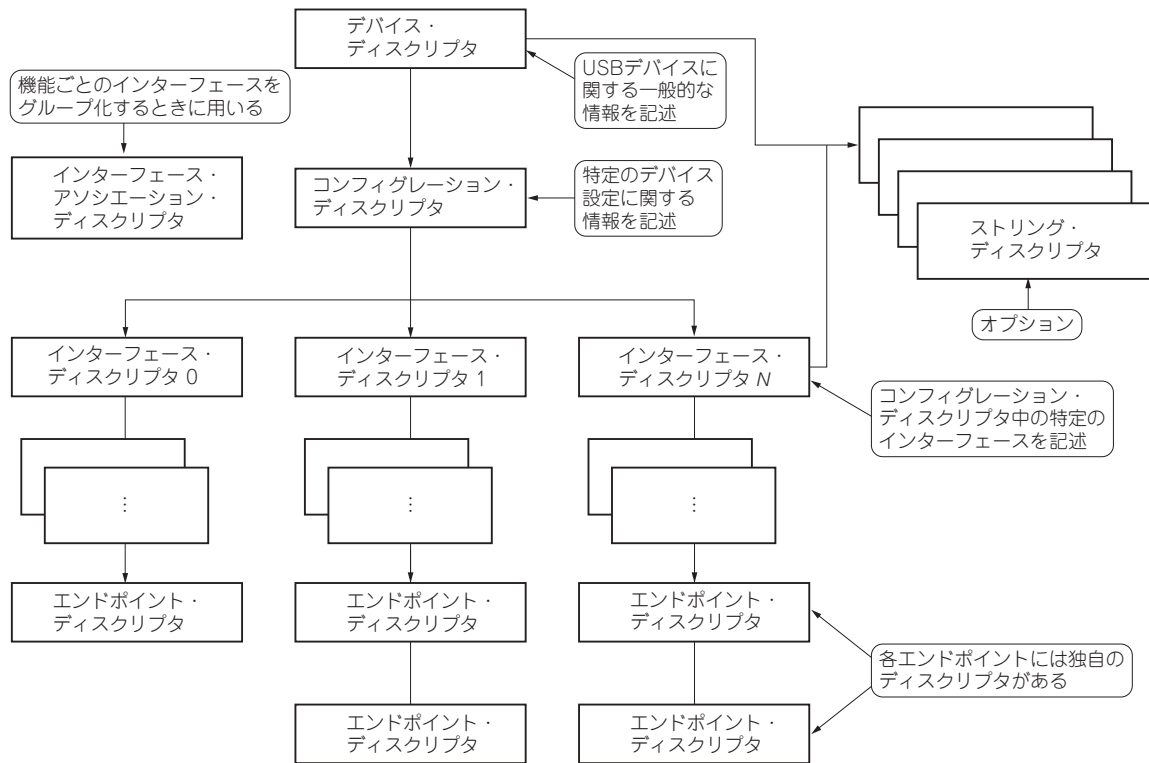 デバイス・
ディスクリプタ
USBデバイスに
関する一般的な
情報を記述
機能ごとのインターフェースを
グループ化するときに用いる
インターフェース・
アソシエーション・
ディスクリプタ
コンフィグレーション・
ディスクリプタ
特定のデバイス
設定に関する
情報を記述
ストリング・
ディスクリプタ
オプション
インターフェース・
ディスクリプタ 0
インターフェース・
ディスクリプタ 1
インターフェース・
ディスクリプタ N
コンフィグレーション・
ディスクリプタ中の特定の
インターフェースを記述
⋮
⋮
⋮
エンドポイント・
ディスクリプタ
エンドポイント・
ディスクリプタ
エンドポイント・
ディスクリプタ
各エンドポイントには独自の
ディスクリプタがある
エンドポイント・
ディスクリプタ
エンドポイント・
ディスクリプタ